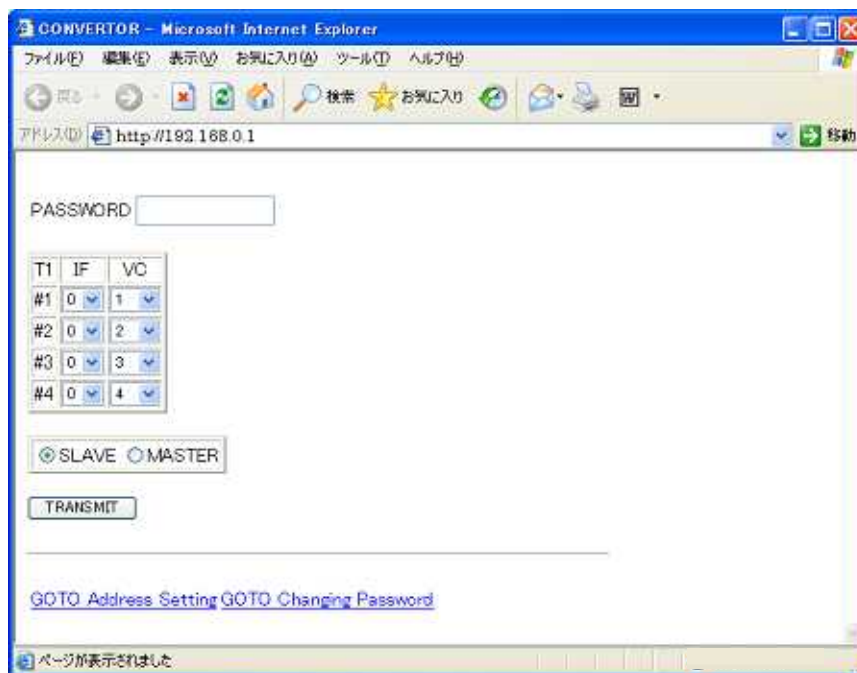 CONVERTOR - Microsoft Internet Explorer
ファイル(F) 編集(E) 表示(V) お気に入り(A) ツール(T) ヘルプ(H)
戻る 検索 お気に入り
アドレス(D) http://192.168.0.1 移動
PASSWORD
T1 IF VC
#1 0 1
#2 0 2
#3 0 3
#4 0 4
SLAVE MASTER
TRANSMIT
GOTO Address Setting GOTO Changing Password
ページが表示されました